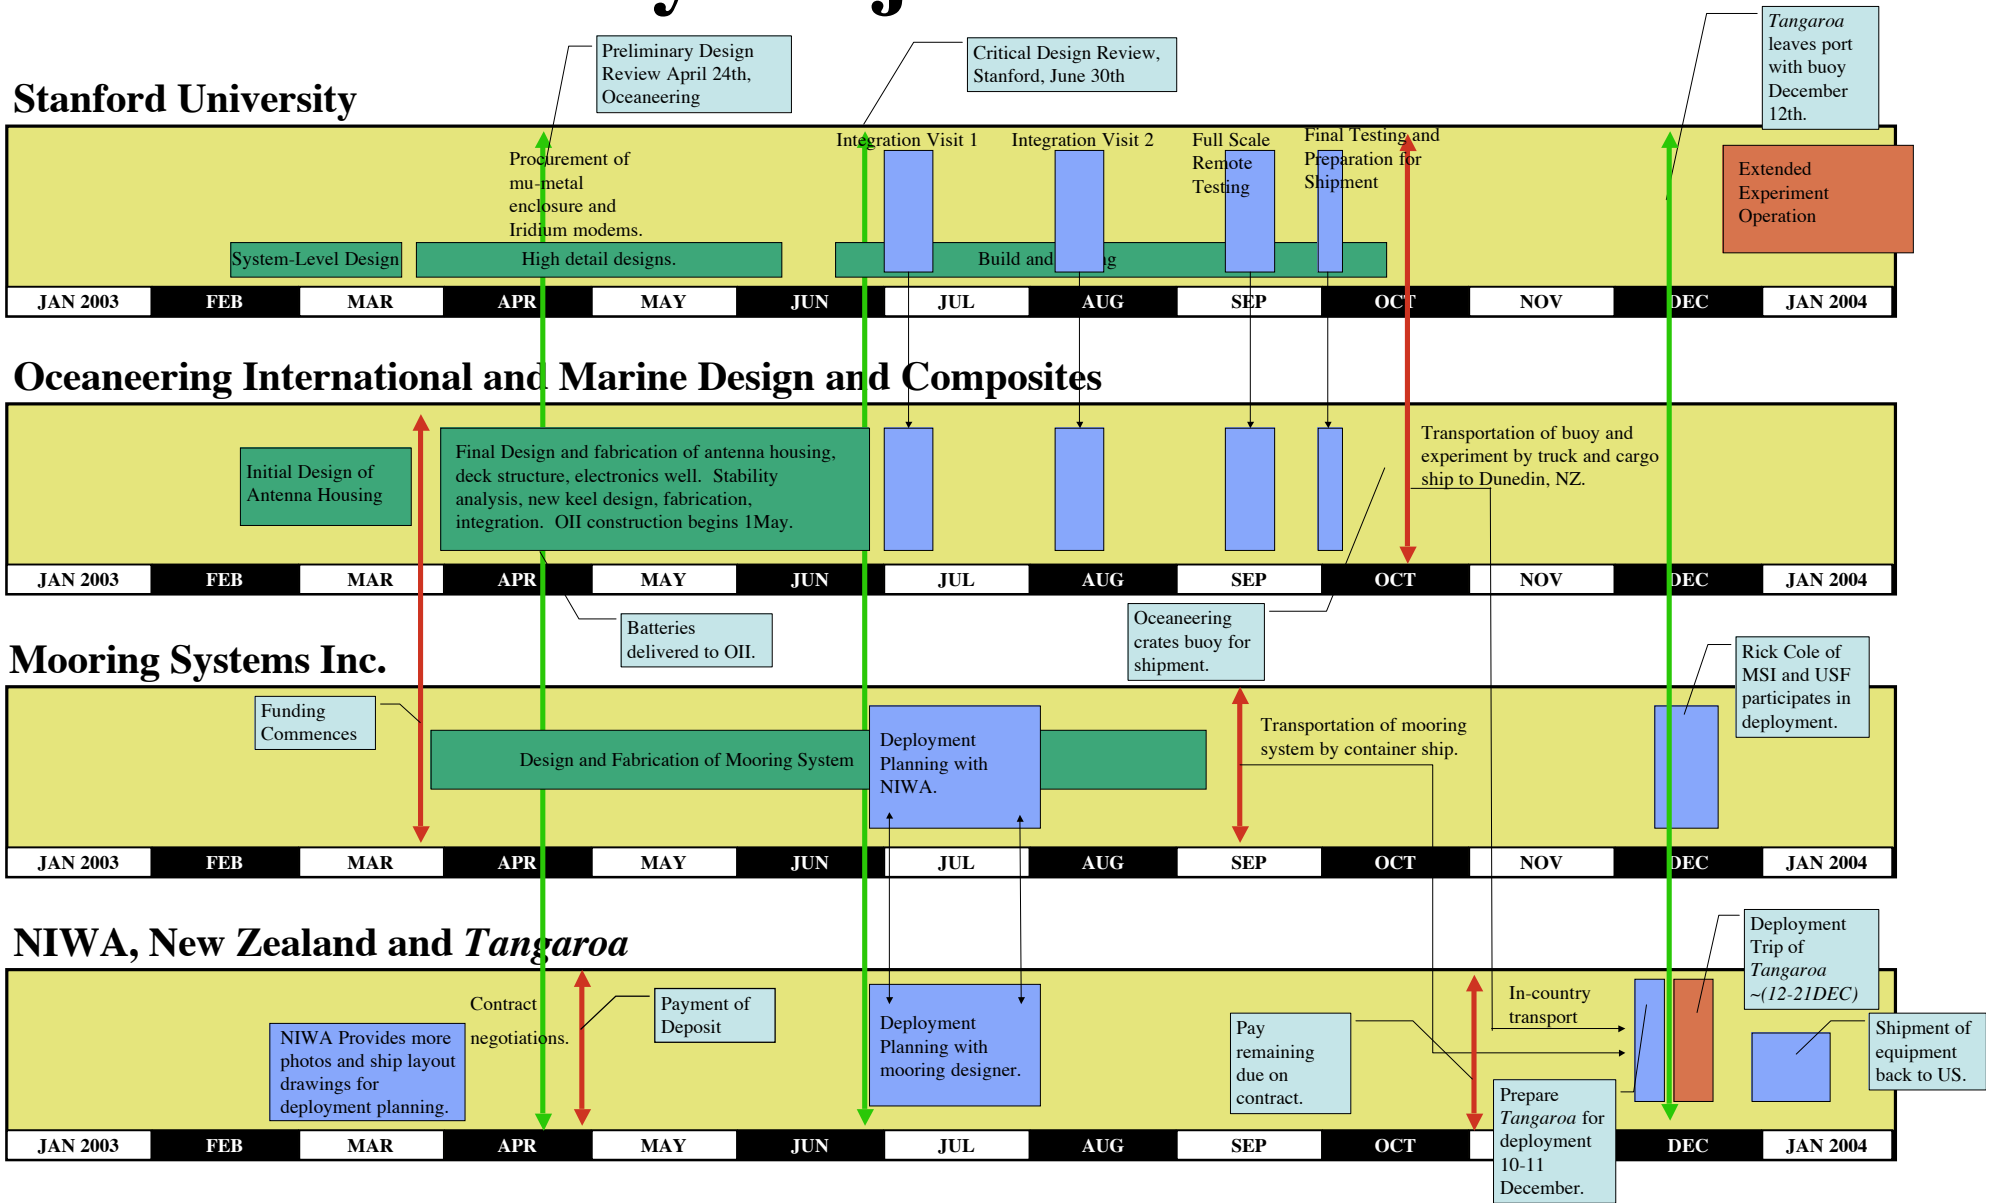 Tangaroa
leaves port
with buoy
December
12th.
Preliminary Design
Review April 24th,
Oceaneering
Critical Design Review,
Stanford, June 30th
Stanford University
Integration Visit 1
Integration Visit 2
Full Scale
Remote
Testing
Final Testing and
Preparation for
Shipment
Procurement of
mu-metal
enclosure and
Iridium modems.
Extended
Experiment
Operation
System-Level Design
High detail designs.
Build and
JAN 2003 FEB MAR APR MAY JUN JUL AUG SEP OCT NOV DEC JAN 2004
Oceaneering International and Marine Design and Composites
Initial Design of
Antenna Housing
Final Design and fabrication of antenna housing,
deck structure, electronics well. Stability
analysis, new keel design, fabrication,
integration. OII construction begins 1May.
Transportation of buoy and
experiment by truck and cargo
ship to Dunedin, NZ.
JAN 2003 FEB MAR APR MAY JUN JUL AUG SEP OCT NOV DEC JAN 2004
Batteries
delivered to OII.
Oceaneering
crates buoy for
shipment.
Mooring Systems Inc.
Rick Cole of
MSI and USF
participates in
deployment.
Funding
Commences
Design and Fabrication of Mooring System
Deployment
Planning with
NIWA.
Transportation of mooring
system by container ship.
JAN 2003 FEB MAR APR MAY JUN JUL AUG SEP OCT NOV DEC JAN 2004
NIWA, New Zealand and Tangaroa
Deployment
Trip of
Tangaroa
~(12-21DEC)
Contract
negotiations.
Payment of
Deposit
NIWA Provides more
photos and ship layout
drawings for
deployment planning.
Deployment
Planning with
mooring designer.
Pay
remaining
due on
contract.
In-country
transport
Shipment of
equipment
back to US.
Prepare
Tangaroa for
deployment
10-11
December.
JAN 2003 FEB MAR APR MAY JUN JUL AUG SEP OCT DEC JAN 2004